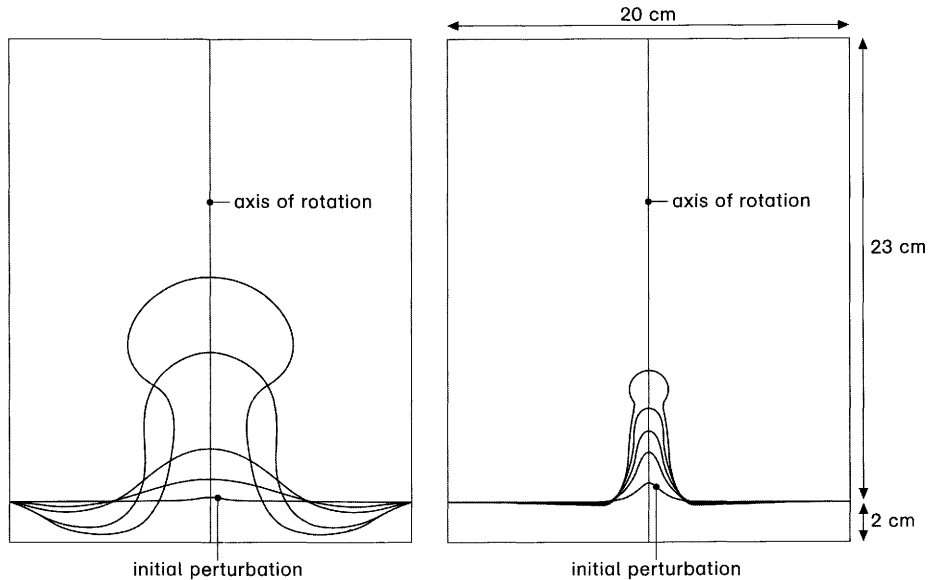 20 cm
axis of rotation
axis of rotation
23 cm
2 cm
initial perturbation
initial perturbation